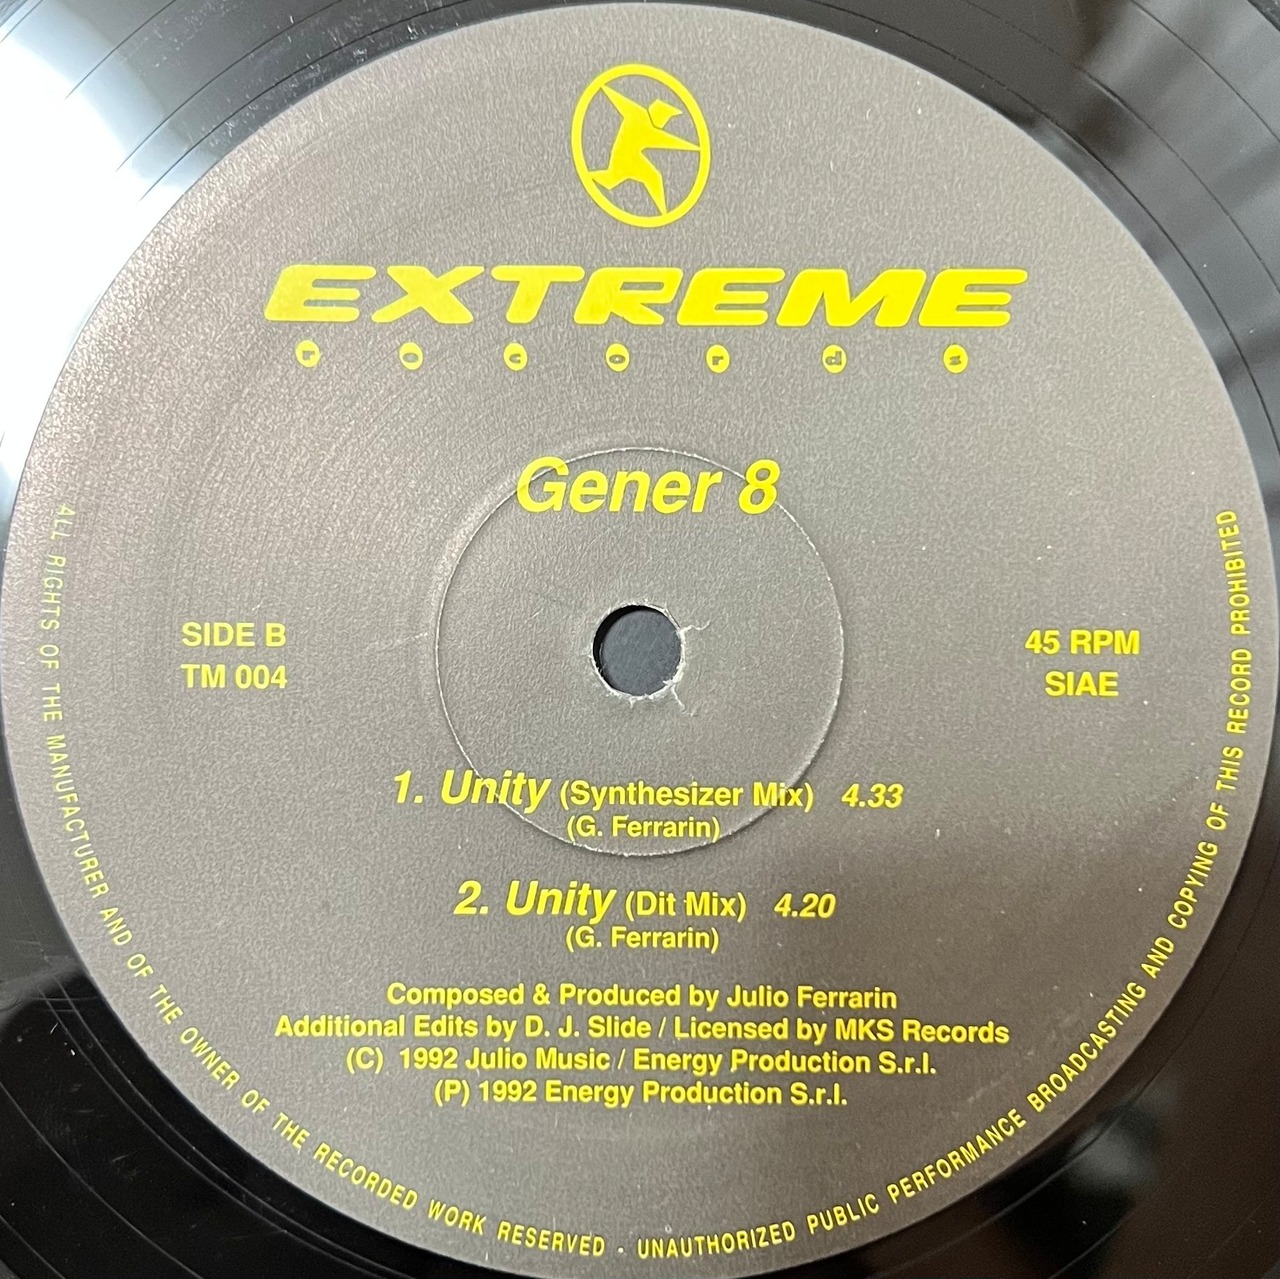 EXTREME
records
Gener 8
SIDE B
TM 004
45 RPM
SIAE
1. Unity (Synthesizer Mix) 4.33
(G. Ferrarin)
2. Unity (Dit Mix) 4.20
(G. Ferrarin)
Composed & Produced by Julio Ferrarin
Additional Edits by D. J. Slide / Licensed by MKS Records
(C) 1992 Julio Music / Energy Production S.r.l.
(P) 1992 Energy Production S.r.l.
ALL RIGHTS OF THE MANUFACTURER AND OF THE OWNER OF THE RECORDED WORK RESERVED - UNAUTHORIZED PUBLIC PERFORMANCE BROADCASTING AND COPYING OF THIS RECORD PROHIBITED